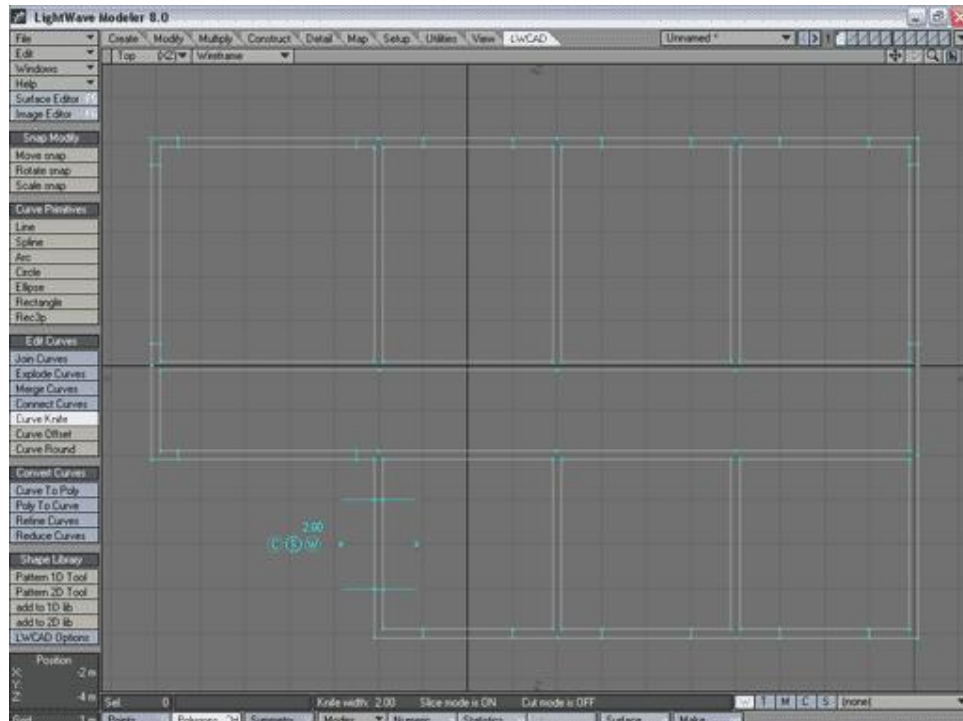 LightWave Modeler 8.0
File
Edit
Windows
Help
Surface Editor F5
Image Editor
Create Modify Multiply Construct Detail Map Setup Utilities View LWCAD
Unnamed *
Top (XZ) Wireframe
Snap Modify
Move snap
Rotate snap
Scale snap
Curve Primitives
Line
Spline
Arc
Circle
Ellipse
Rectangle
Rec3p
Edit Curves
Join Curves
Explode Curves
Merge Curves
Connect Curves
Curve Knife
Curve Offset
Curve Round
Convert Curves
Curve To Poly
Poly To Curve
Refine Curves
Reduce Curves
Shape Library
Pattern 1D Tool
Pattern 2D Tool
add to 1D lib
add to 2D lib
LWCAD Options
2.00
C S W
Position
X: -2 m
Y:
Z: -4 m
Sel: 0
Knife width: 2.00 Slice mode is ON Cut mode is OFF
W T M C S (none)
Grid: 1 m
Points Polygons Symmetry Modes Numeric Statistics Surface Make